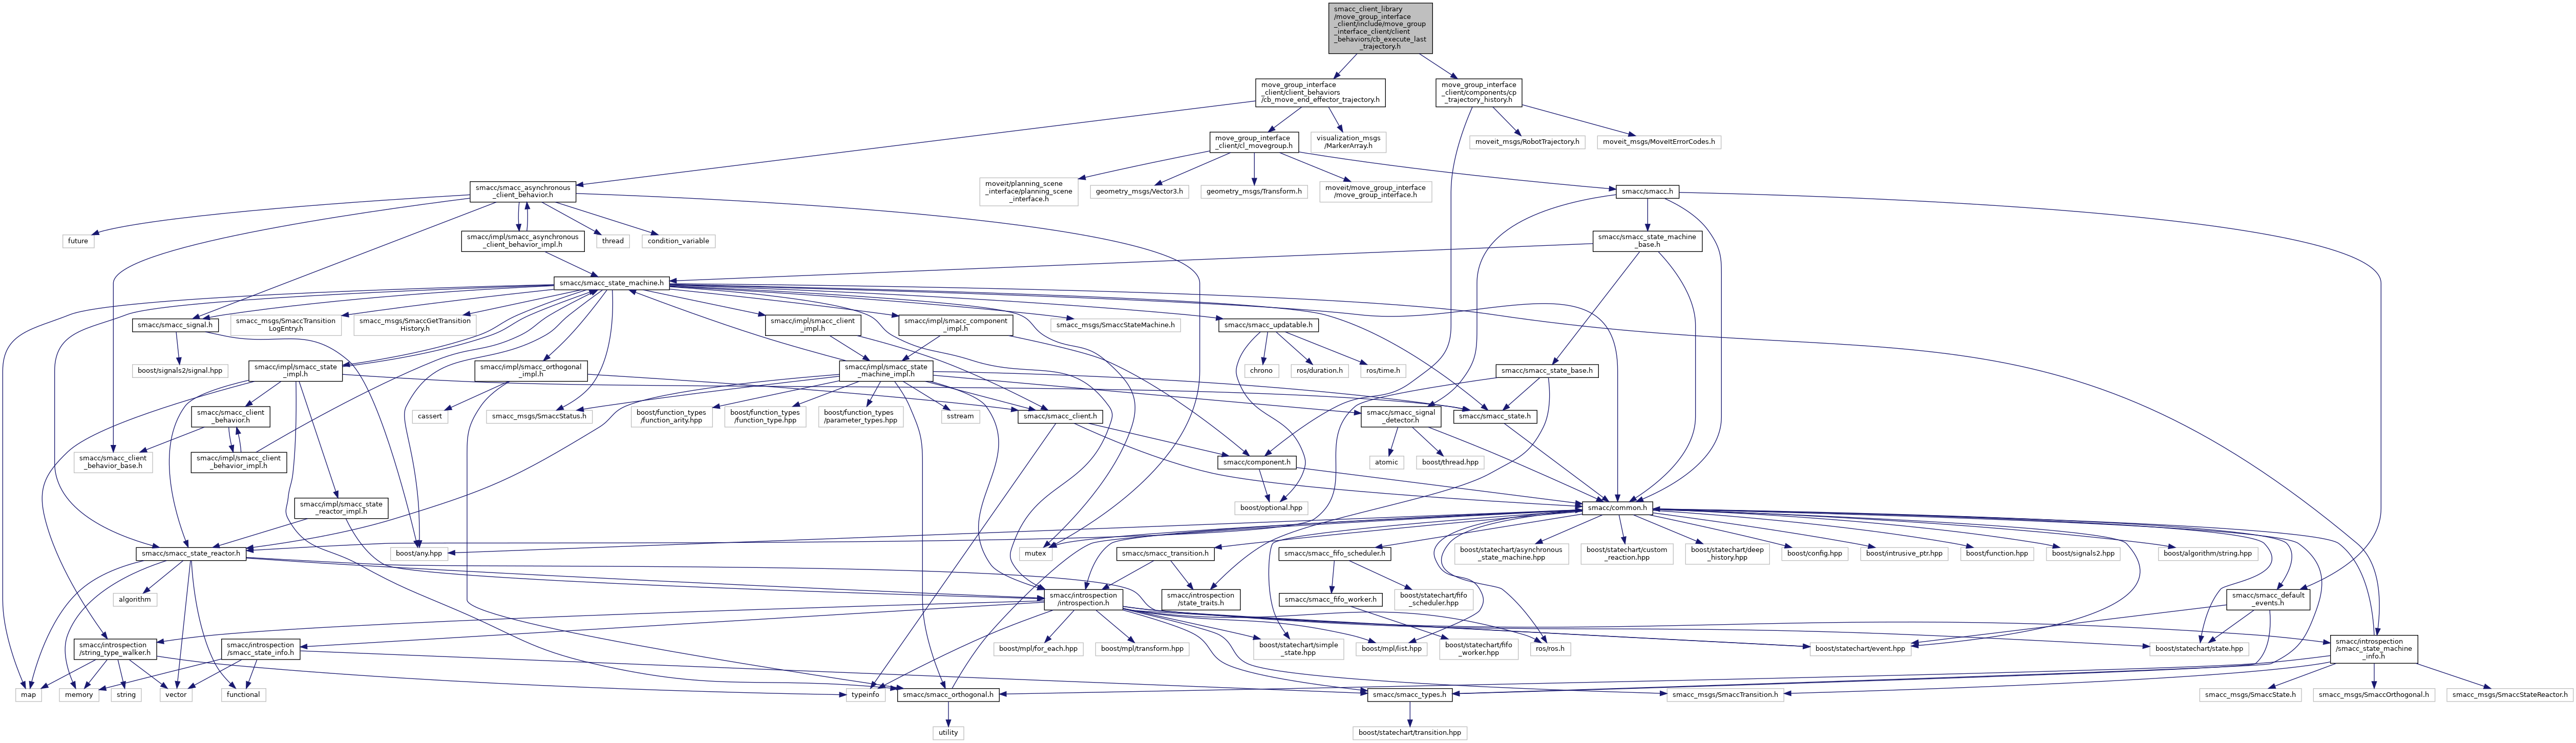 smacc_client_library
/move_group_interface
_client/include/move_group
_interface_client/client
_behaviors/cb_execute_last
_trajectory.h
move_group_interface
_client/client_behaviors
/cb_move_end_effector_trajectory.h
move_group_interface
_client/components/cp
_trajectory_history.h
move_group_interface
_client/cl_movegroup.h
visualization_msgs
/MarkerArray.h
moveit_msgs/RobotTrajectory.h
moveit_msgs/MoveItErrorCodes.h
smacc/smacc_asynchronous
_client_behavior.h
moveit/planning_scene
_interface/planning_scene
_interface.h
geometry_msgs/Vector3.h
geometry_msgs/Transform.h
moveit/move_group_interface
/move_group_interface.h
smacc/smacc.h
future
smacc/impl/smacc_asynchronous
_client_behavior_impl.h
thread
condition_variable
smacc/smacc_state_machine
_base.h
smacc/smacc_state_machine.h
smacc/smacc_signal.h
smacc_msgs/SmaccTransition
LogEntry.h
smacc_msgs/SmaccGetTransition
History.h
smacc/impl/smacc_client
_impl.h
smacc/impl/smacc_component
_impl.h
smacc_msgs/SmaccStateMachine.h
smacc/smacc_updatable.h
boost/signals2/signal.hpp
smacc/impl/smacc_state
_impl.h
smacc/impl/smacc_orthogonal
_impl.h
smacc/impl/smacc_state
_machine_impl.h
chrono
ros/duration.h
ros/time.h
smacc/smacc_state_base.h
smacc/smacc_client
_behavior.h
cassert
smacc_msgs/SmaccStatus.h
boost/function_types
/function_arity.hpp
boost/function_types
/function_type.hpp
boost/function_types
/parameter_types.hpp
sstream
smacc/smacc_client.h
smacc/smacc_signal
_detector.h
smacc/smacc_state.h
smacc/smacc_client
_behavior_base.h
smacc/impl/smacc_client
_behavior_impl.h
smacc/component.h
atomic
boost/thread.hpp
smacc/impl/smacc_state
_reactor_impl.h
boost/optional.hpp
smacc/common.h
smacc/smacc_state_reactor.h
boost/any.hpp
mutex
smacc/smacc_transition.h
smacc/smacc_fifo_scheduler.h
boost/statechart/asynchronous
_state_machine.hpp
boost/statechart/custom
_reaction.hpp
boost/statechart/deep
_history.hpp
boost/config.hpp
boost/intrusive_ptr.hpp
boost/function.hpp
boost/signals2.hpp
boost/algorithm/string.hpp
algorithm
smacc/introspection
/introspection.h
smacc/introspection
/state_traits.h
smacc/smacc_fifo_worker.h
boost/statechart/fifo
_scheduler.hpp
smacc/smacc_default
_events.h
smacc/introspection
/string_type_walker.h
smacc/introspection
/smacc_state_info.h
boost/mpl/for_each.hpp
boost/mpl/transform.hpp
boost/statechart/simple
_state.hpp
boost/mpl/list.hpp
boost/statechart/fifo
_worker.hpp
ros/ros.h
boost/statechart/event.hpp
boost/statechart/state.hpp
smacc/introspection
/smacc_state_machine
_info.h
map
memory
string
vector
functional
typeinfo
smacc/smacc_orthogonal.h
smacc/smacc_types.h
smacc_msgs/SmaccTransition.h
smacc_msgs/SmaccState.h
smacc_msgs/SmaccOrthogonal.h
smacc_msgs/SmaccStateReactor.h
utility
boost/statechart/transition.hpp